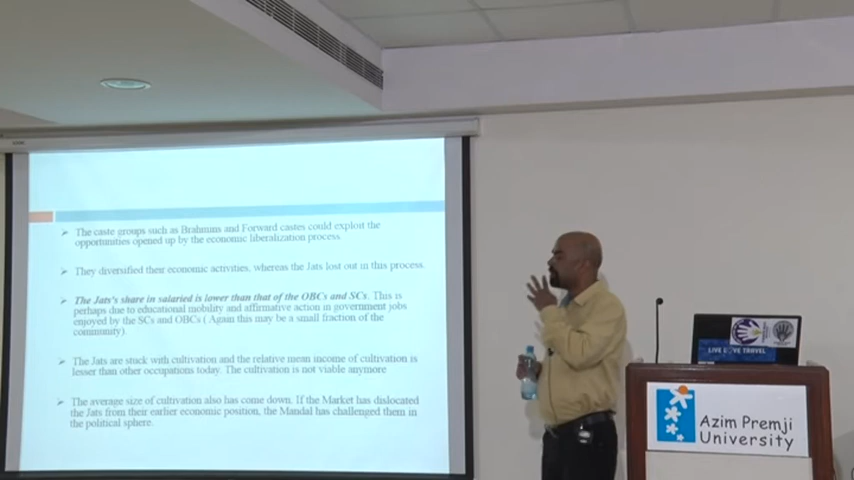 The caste groups such as Brahmins and Forward castes could exploit the
opportunities opened up by the economic liberalization process
They diversified their economic activities, whereas the Jats lost out in this process.
The Jats's share in salaried is lower than that of the OBCs and SCs. This is
perhaps due to educational mobility and affirmative action in government jobs
enjoyed by the SCs and OBCs ( Again this may be a small fraction of the
community).
The Jats are stuck with cultivation and the relative mean income of cultivation is
lesser than other occupations today. The cultivation is not viable anymore
The average size of cultivation also has come down. If the Market has dislocated
the Jats from their earlier economic position, the Mandal has challenged them in
the political sphere.
LIVE LOVE TRAVEL
Azim Premji
University